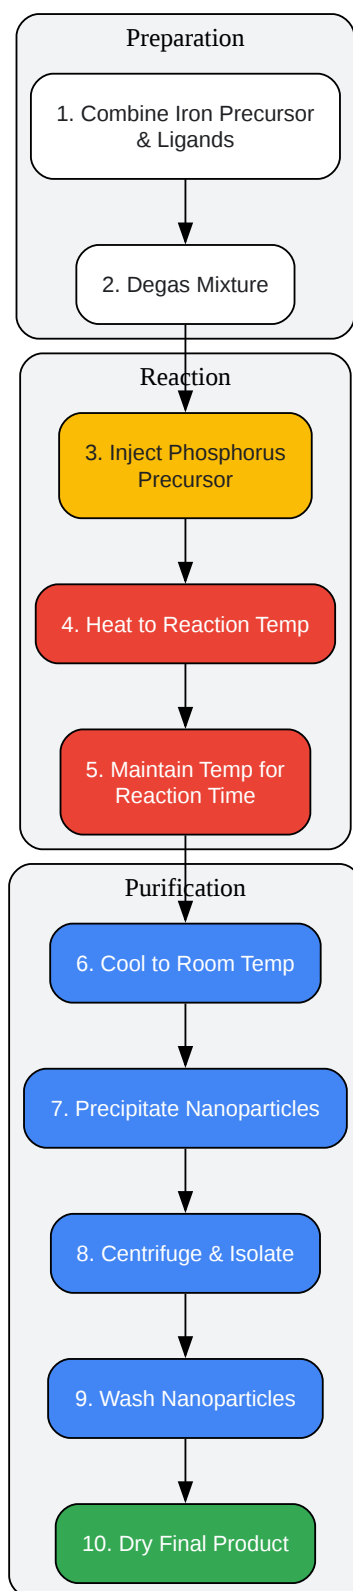 Preparation
1. Combine Iron Precursor
& Ligands
2. Degas Mixture
Reaction
3. Inject Phosphorus
Precursor
4. Heat to Reaction Temp
5. Maintain Temp for
Reaction Time
Purification
6. Cool to Room Temp
7. Precipitate Nanoparticles
8. Centrifuge & Isolate
9. Wash Nanoparticles
10. Dry Final Product